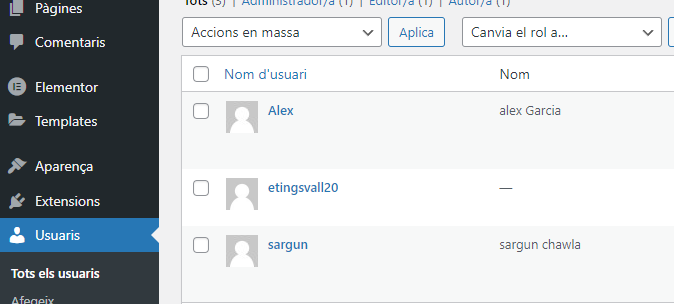 Pàgines
Comentaris
Elementor
Templates
Aparença
Extensions
Usuaris
Tots els usuaris
Afegeix
Tots (3) | Administrador/a (1) | Editor/a (1) | Autor/a (1)
Accions en massa Aplica Canvia el rol a...
Nom d'usuari Nom
Alex alex Garcia
etingsvall20 —
sargun sargun chawla